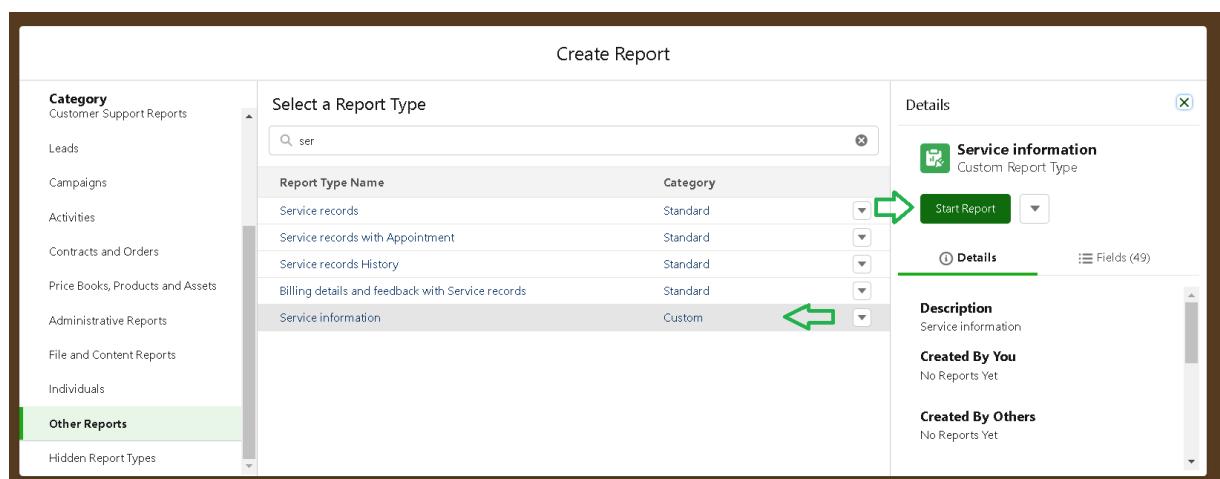 Create Report
Category
Customer Support Reports
Leads
Campaigns
Activities
Contracts and Orders
Price Books, Products and Assets
Administrative Reports
File and Content Reports
Individuals
Other Reports
Hidden Report Types
Select a Report Type
ser
Report Type Name Category
Service records Standard
Service records with Appointment Standard
Service records History Standard
Billing details and feedback with Service records Standard
Service information Custom
Details
Service information
Custom Report Type
Start Report
Details Fields (49)
Description
Service information
Created By You
No Reports Yet
Created By Others
No Reports Yet